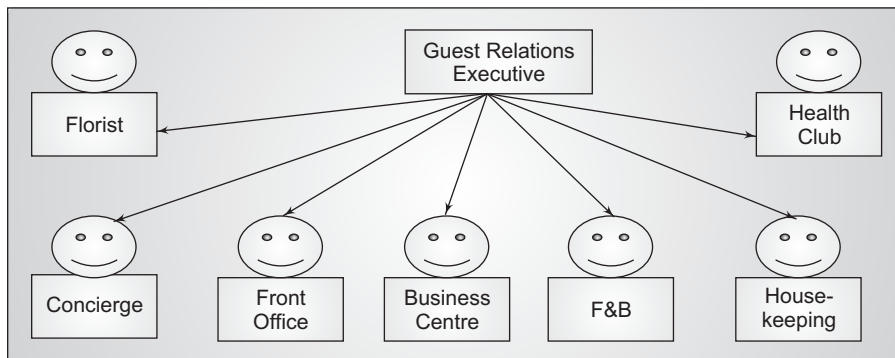 Guest Relations
Executive
Florist
Health
Club
Concierge
Front
Office
Business
Centre
F&B
House-
keeping